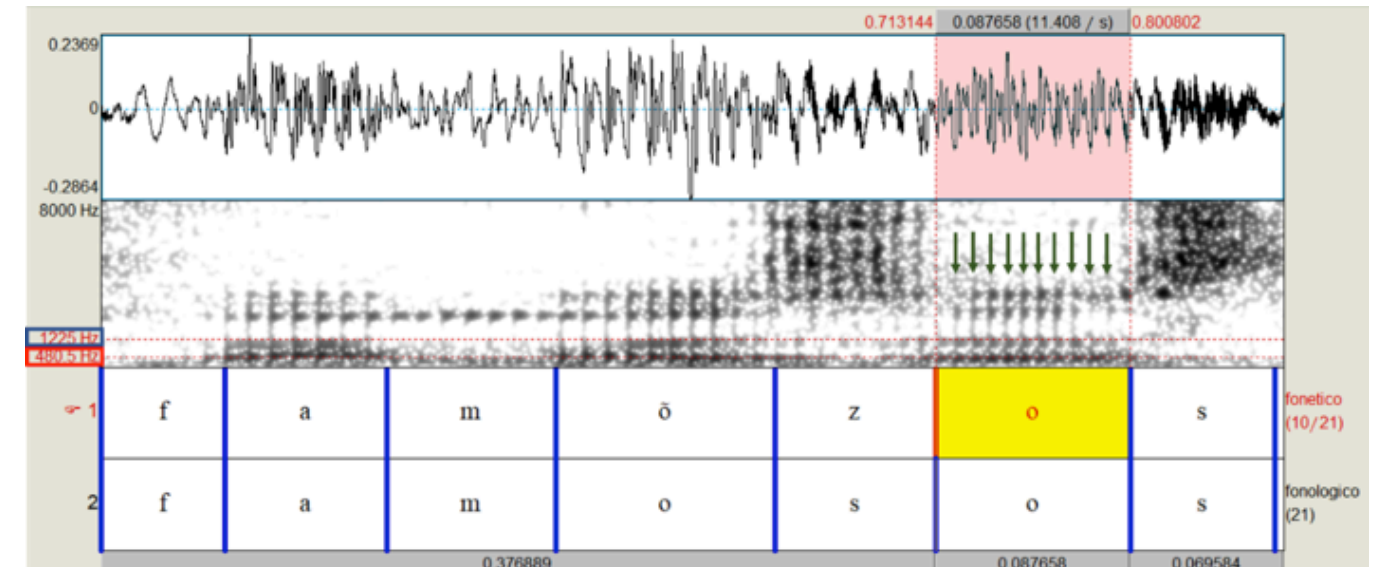 0.713144 0.087658 (11.408 / s) 0.800802
0.2369
0
-0.2864
8000 Hz
1225 Hz
480.5 Hz
☞ 1 f a m õ z o s fonetico
(10/21)
2 f a m o s o s fonologico
(21)
0.376889 0.087658 0.069584